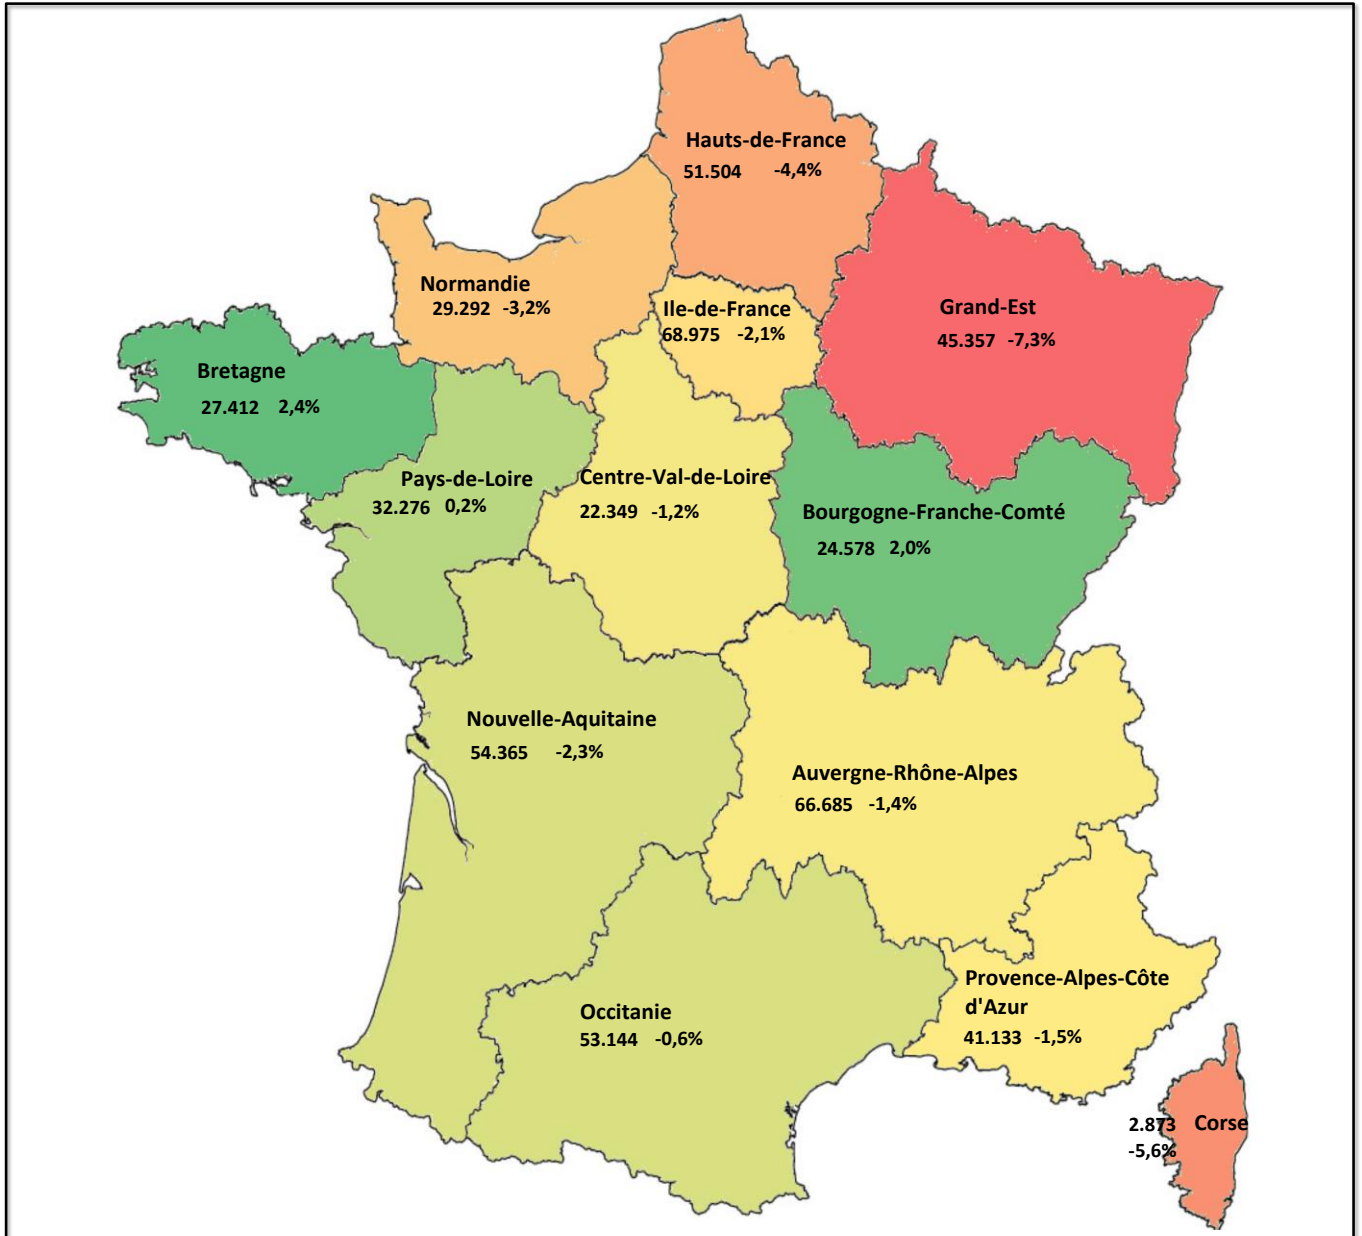 Hauts-de-France
51.504 -4,4%
Normandie
29.292 -3,2%
Ile-de-France
68.975 -2,1%
Grand-Est
45.357 -7,3%
Bretagne
27.412 2,4%
Pays-de-Loire
32.276 0,2%
Centre-Val-de-Loire
22.349 -1,2%
Bourgogne-Franche-Comté
24.578 2,0%
Nouvelle-Aquitaine
54.365 -2,3%
Auvergne-Rhône-Alpes
66.685 -1,4%
Occitanie
53.144 -0,6%
Provence-Alpes-Côte
d'Azur
41.133 -1,5%
2.873 Corse
-5,6%